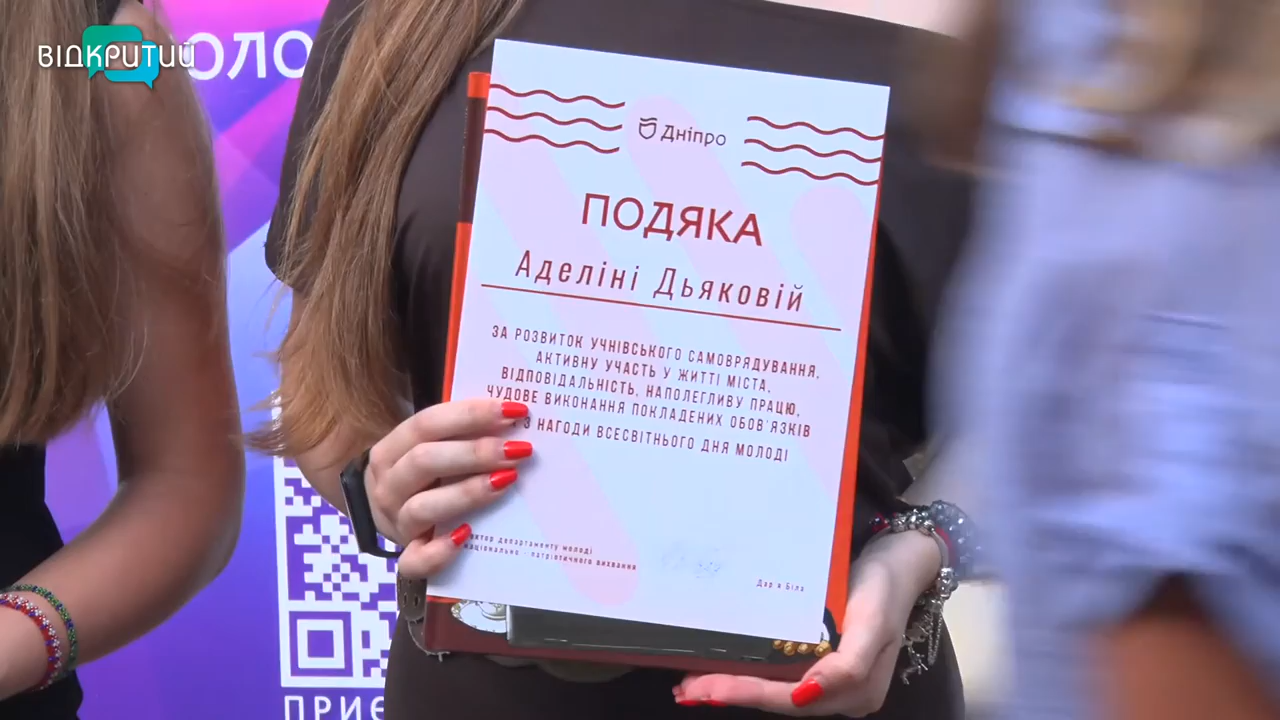 ВІДКРИТИЙ
ОЛО
Дніпро
ПОДЯКА
Аделіні Дьяковій
ЗА РОЗВИТОК УЧНІВСЬКОГО САМОВРЯДУВАННЯ,
АКТИВНУ УЧАСТЬ У ЖИТТІ МІСТА,
ВІДПОВІДАЛЬНІСТЬ, НАПОЛЕГЛИВУ ПРАЦЮ,
ЧУДОВЕ ВИКОНАННЯ ПОКЛАДЕНИХ ОБОВ'ЯЗКІВ
З НАГОДИ ВСЕСВІТНЬОГО ДНЯ МОЛОДІ
департаменту молоді
національно - патріотичного виховання
Біла
ПРИЄ